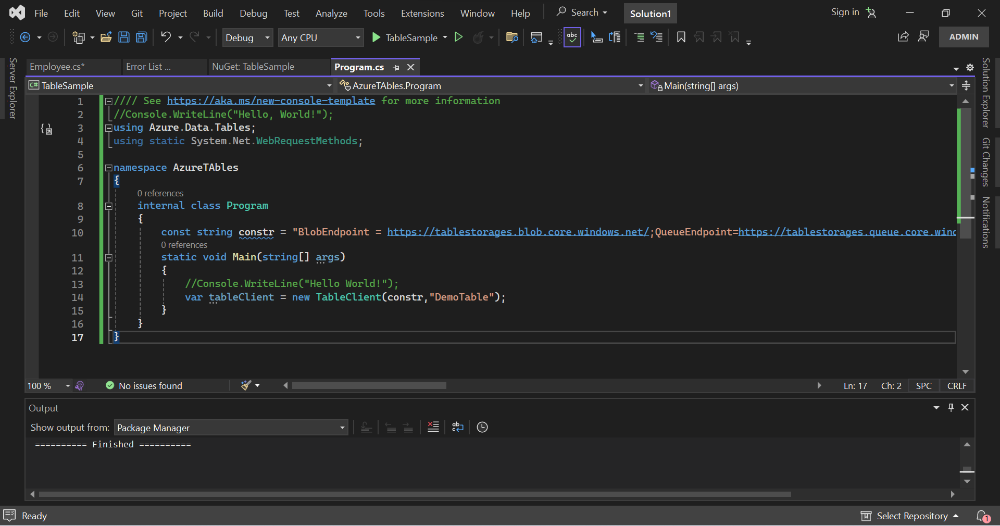 File Edit View Git Project Build Debug Test Analyze Tools Extensions Window Help Search Solution1 Sign in
Debug Any CPU TableSample ADMIN
Server Explorer
Employee.cs* Error List ... NuGet: TableSample Program.cs
TableSample AzureTAbles.Program Main(string[] args)
1 //// See https://aka.ms/new-console-template for more information
2 //Console.WriteLine("Hello, World!");
3 using Azure.Data.Tables;
4 using static System.Net.WebRequestMethods;
5
6 namespace AzureTAbles
7 {
0 references
8 internal class Program
9 {
10 const string constr = "BlobEndpoint = https://tablestorages.blob.core.windows.net/;QueueEndpoint=https://tablestorages.queue.core.wind
0 references
11 static void Main(string[] args)
12 {
13 //Console.WriteLine("Hello World!");
14 var tableClient = new TableClient(constr,"DemoTable");
15 }
16 }
17 }
Solution Explorer
Git Changes
Notifications
100 % No issues found Ln: 17 Ch: 2 SPC CRLF
Output
Show output from: Package Manager
========== Finished ==========
Ready Select Repository 1